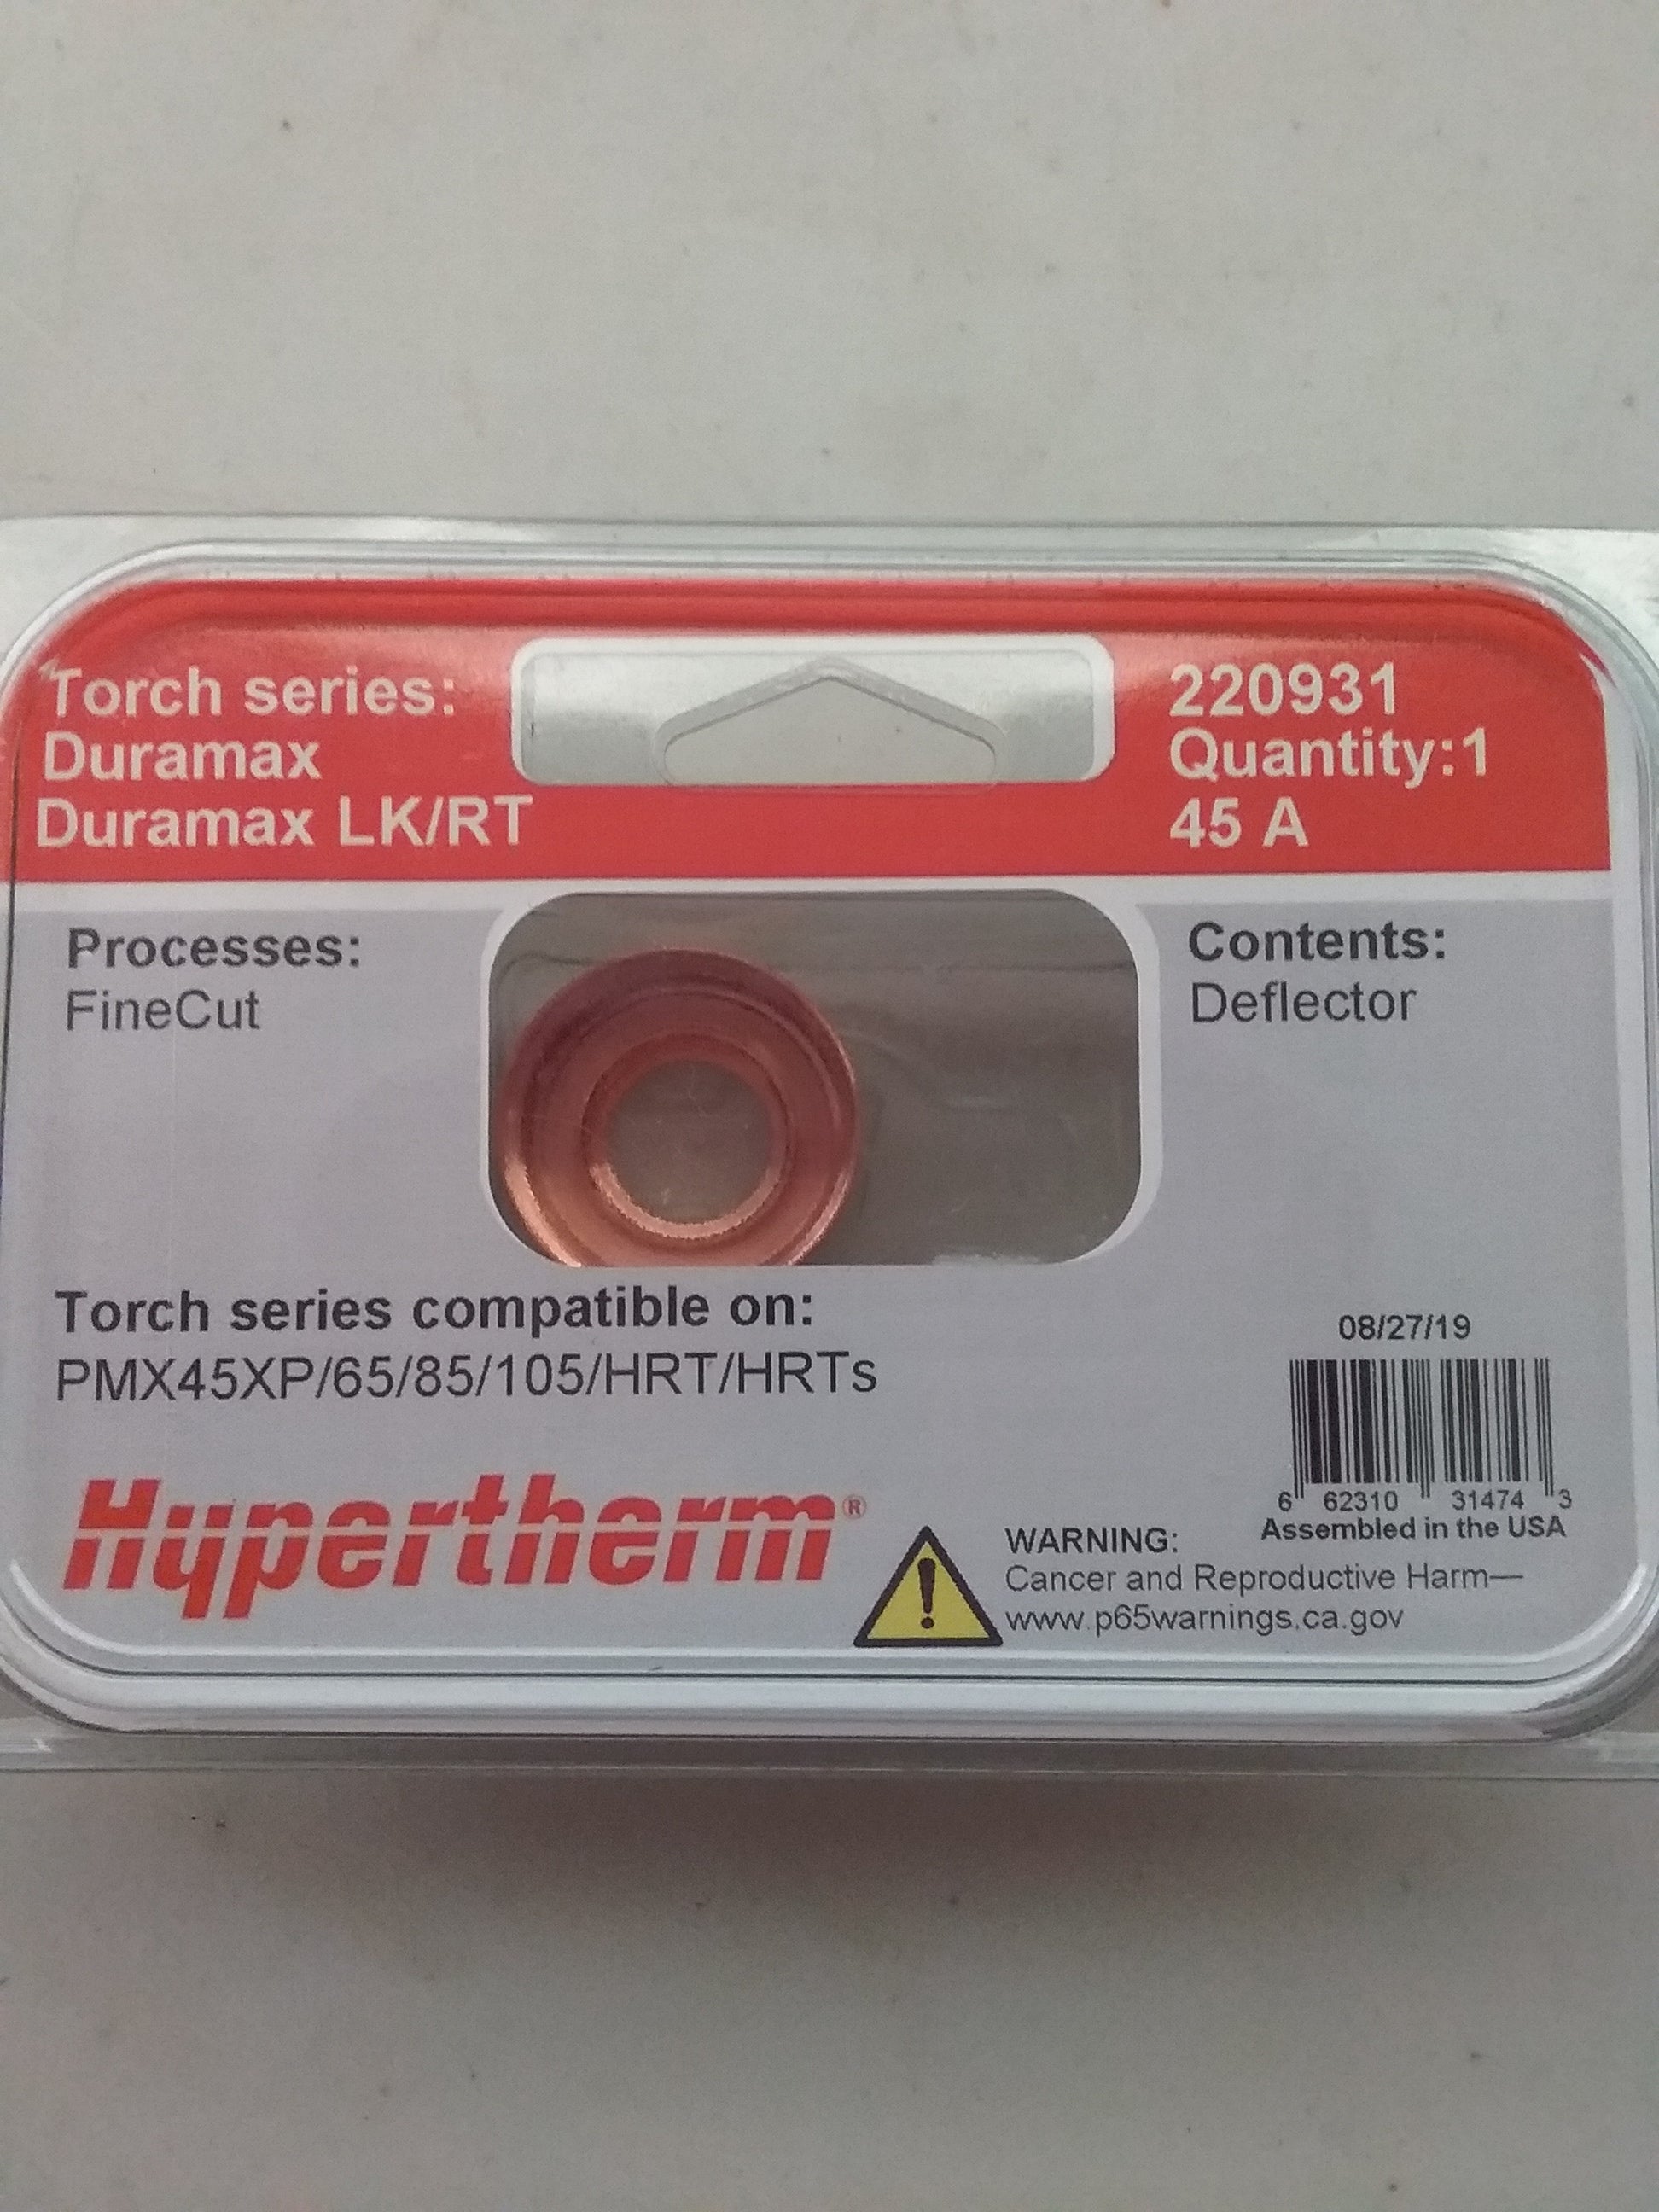 Torch series:
Duramax
Duramax LK/RT
220931
Quantity:1
45 A
Processes:
FineCut
Contents:
Deflector
Torch series compatible on:
PMX45XP/65/85/105/HRT/HRTs
08/27/19
6 62310 31474 3
Assembled in the USA
Hypertherm®
WARNING:
Cancer and Reproductive Harm—
www.p65warnings.ca.gov